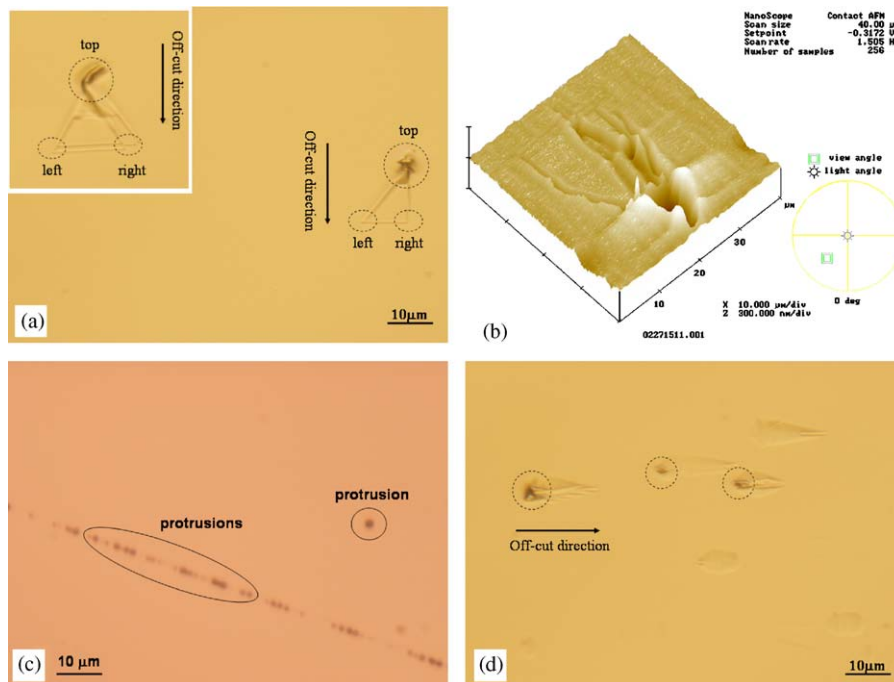 top
Off-cut direction
left
right
Off-cut direction
top
left
right
(a)
10μm
NanoScope Contact AFM
Scan size 40.00
Setpoint -0.3172
Scan rate 1.505
Number of samples 256
view angle
light angle
μm
30
20
10
X 10.000 μm/div
Z 300.000 nm/div
0 deg
(b)
02271511.001
protrusion
protrusions
(c)
10 μm
Off-cut direction
(d)
10μm